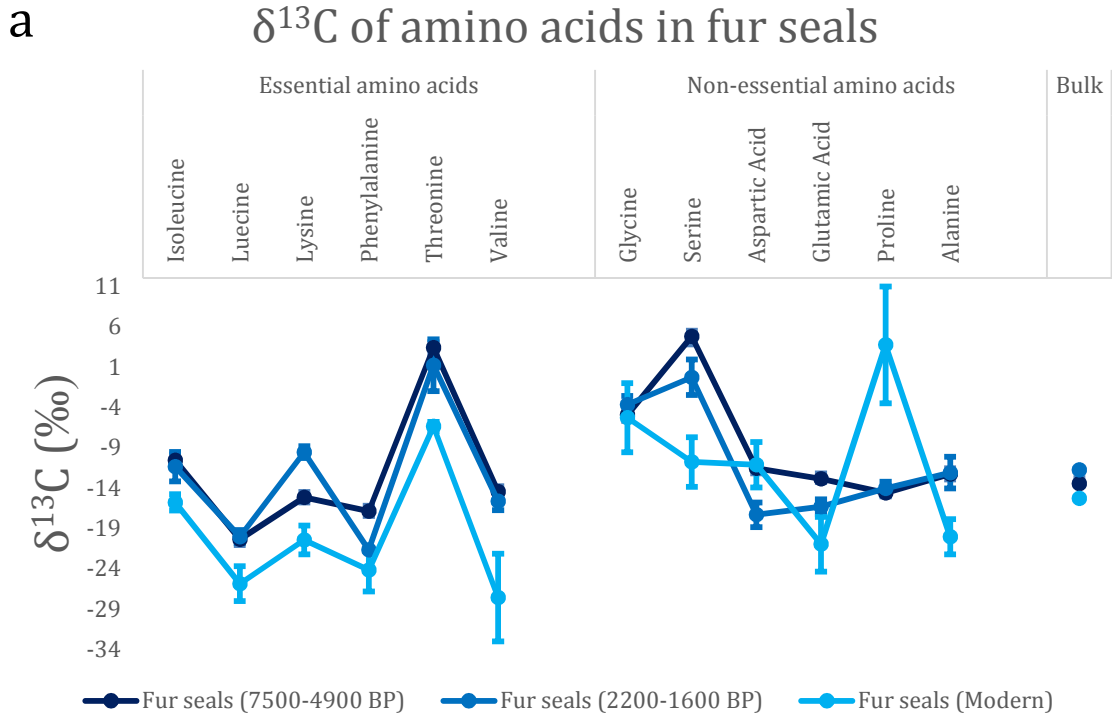 a
δ¹³C of amino acids in fur seals
Essential amino acids
Non-essential amino acids
Bulk
Isoleucine
Luecine
Lysine
Phenylalanine
Threonine
Valine
Glycine
Serine
Aspartic Acid
Glutamic Acid
Proline
Alanine
δ¹³C (‰)
11
6
1
-4
-9
-14
-19
-24
-29
-34
Fur seals (7500-4900 BP)
Fur seals (2200-1600 BP)
Fur seals (Modern)